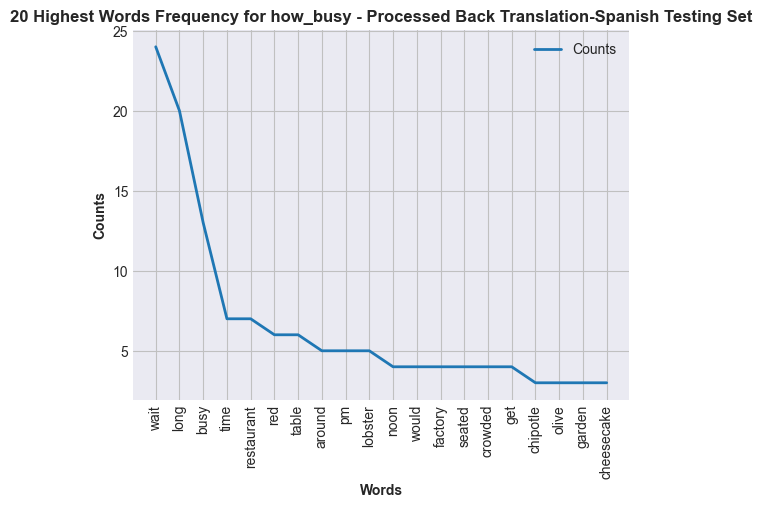 20 Highest Words Frequency for how_busy - Processed Back Translation-Spanish Testing Set
Counts
25
20
15
10
5
Counts
wait
long
busy
time
restaurant
red
table
around
pm
lobster
noon
would
factory
seated
crowded
get
chipotle
olive
garden
cheesecake
Words